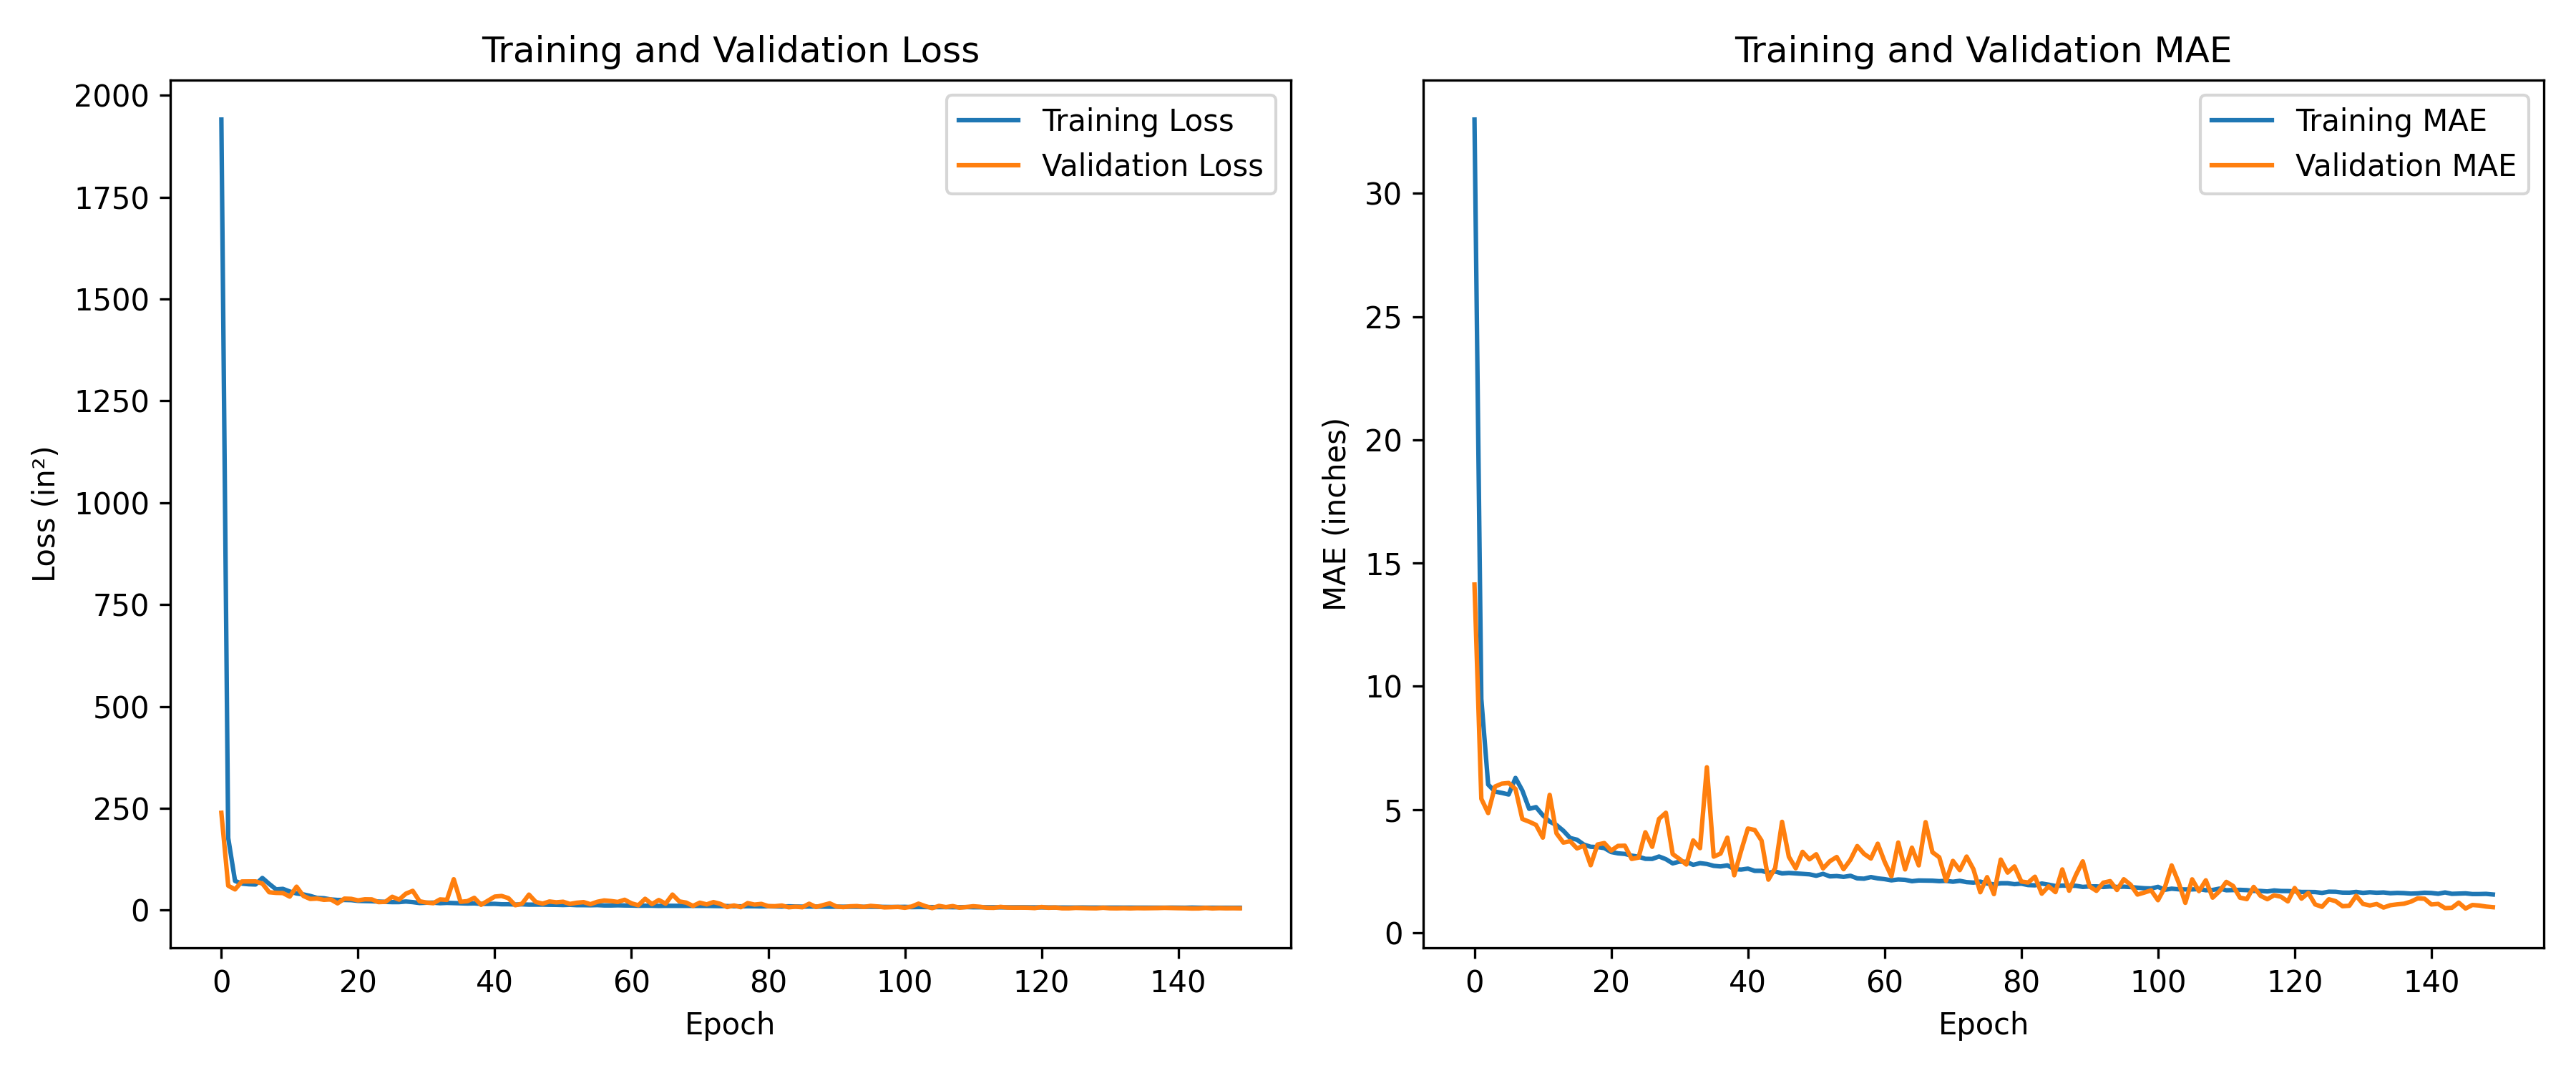 Training and Validation Loss
2000
1750
1500
1250
1000
750
500
250
0
Loss (in²)
0 20 40 60 80 100 120 140
Epoch
Training Loss
Validation Loss
Training and Validation MAE
30
25
20
15
10
5
0
MAE (inches)
0 20 40 60 80 100 120 140
Epoch
Training MAE
Validation MAE